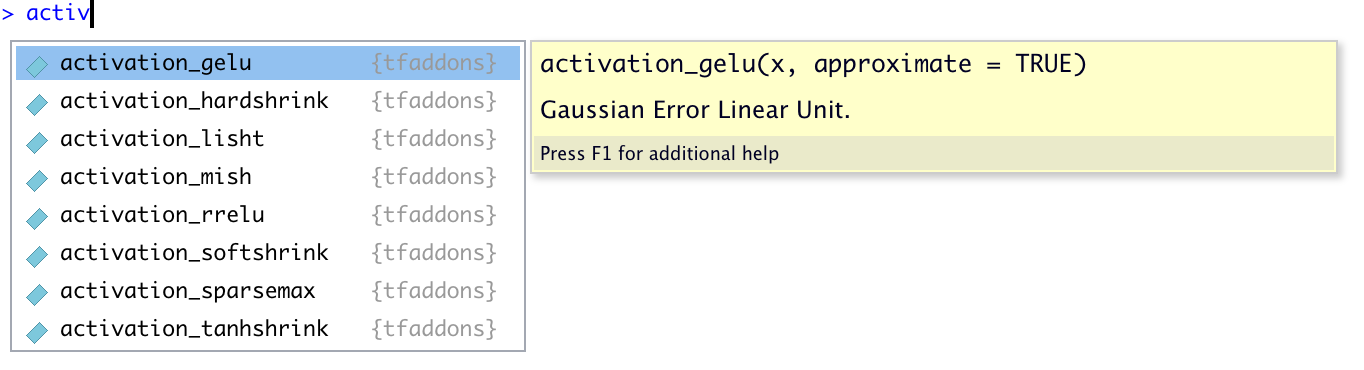 > activ
activation_gelu {tfaddons}
activation_hardshrink {tfaddons}
activation_lisht {tfaddons}
activation_mish {tfaddons}
activation_rrelu {tfaddons}
activation_softshrink {tfaddons}
activation_sparsemax {tfaddons}
activation_tanhshrink {tfaddons}
activation_gelu(x, approximate = TRUE)
Gaussian Error Linear Unit.
Press F1 for additional help